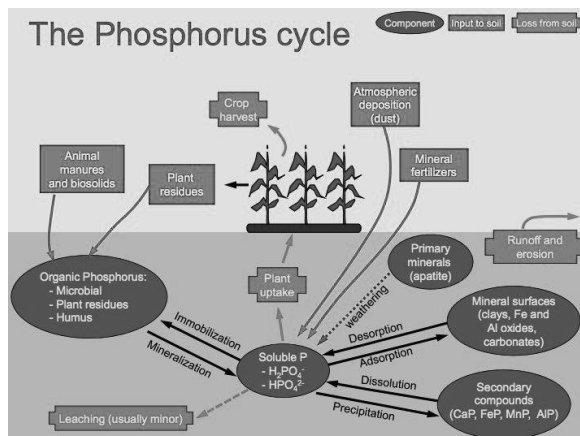 The Phosphorus cycle
Component
Input to soil
Loss from soil
Crop
harvest
Atmospheric
deposition
(dust)
Animal
manures
and biosolids
Plant
residues
Mineral
fertilizers
Runoff and
erosion
Primary
minerals
(apatite)
Organic Phosphorus:
- Microbial
- Plant residues
- Humus
Plant
uptake
weathering
Mineral surfaces
(clays, Fe and
Al oxides,
carbonates)
Immobilization
Mineralization
Desorption
Adsorption
Soluble P
- H₂PO₄⁻
- HPO₄²⁻
Dissolution
Precipitation
Secondary
compounds
(CaP, FeP, MnP, AlP)
Leaching (usually minor)